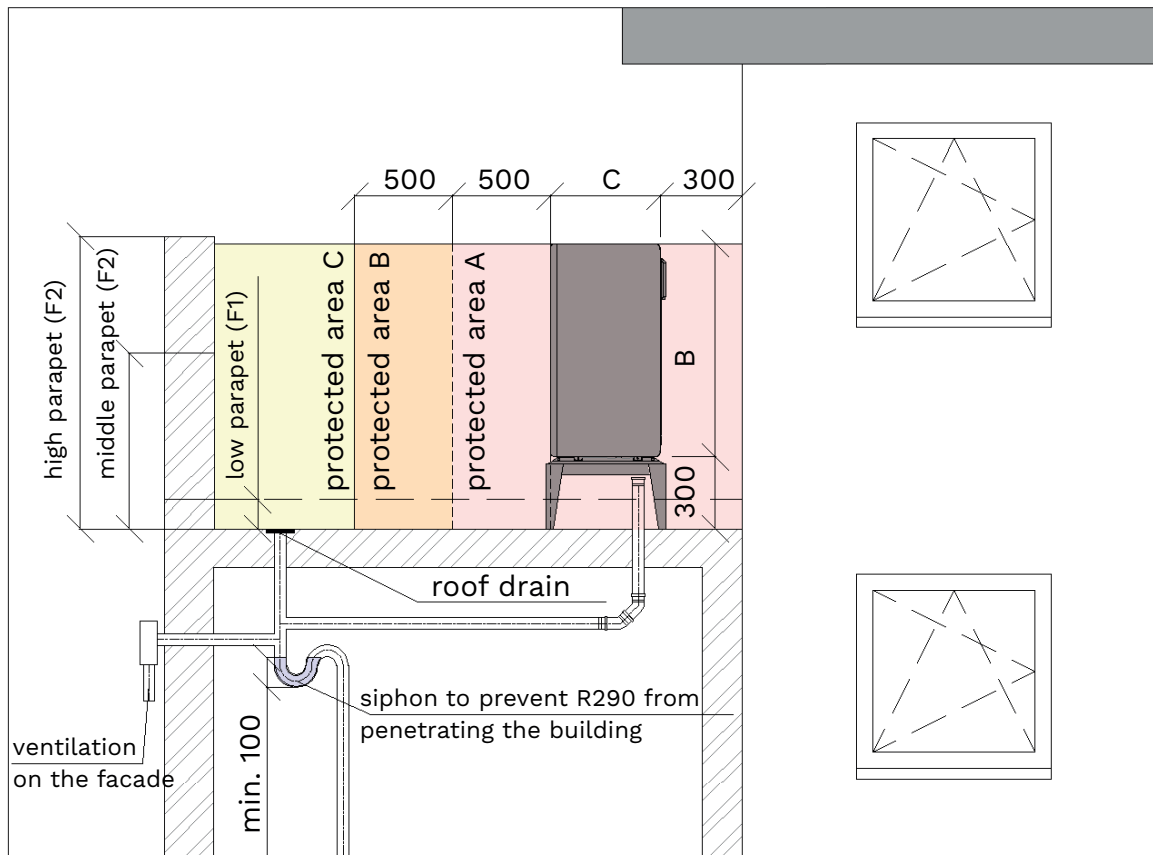 500
500
C
300
high parapet (F2)
middle parapet (F2)
low parapet (F1)
protected area C
protected area B
protected area A
B
300
roof drain
siphon to prevent R290 from
penetrating the building
min. 100
ventilation
on the facade